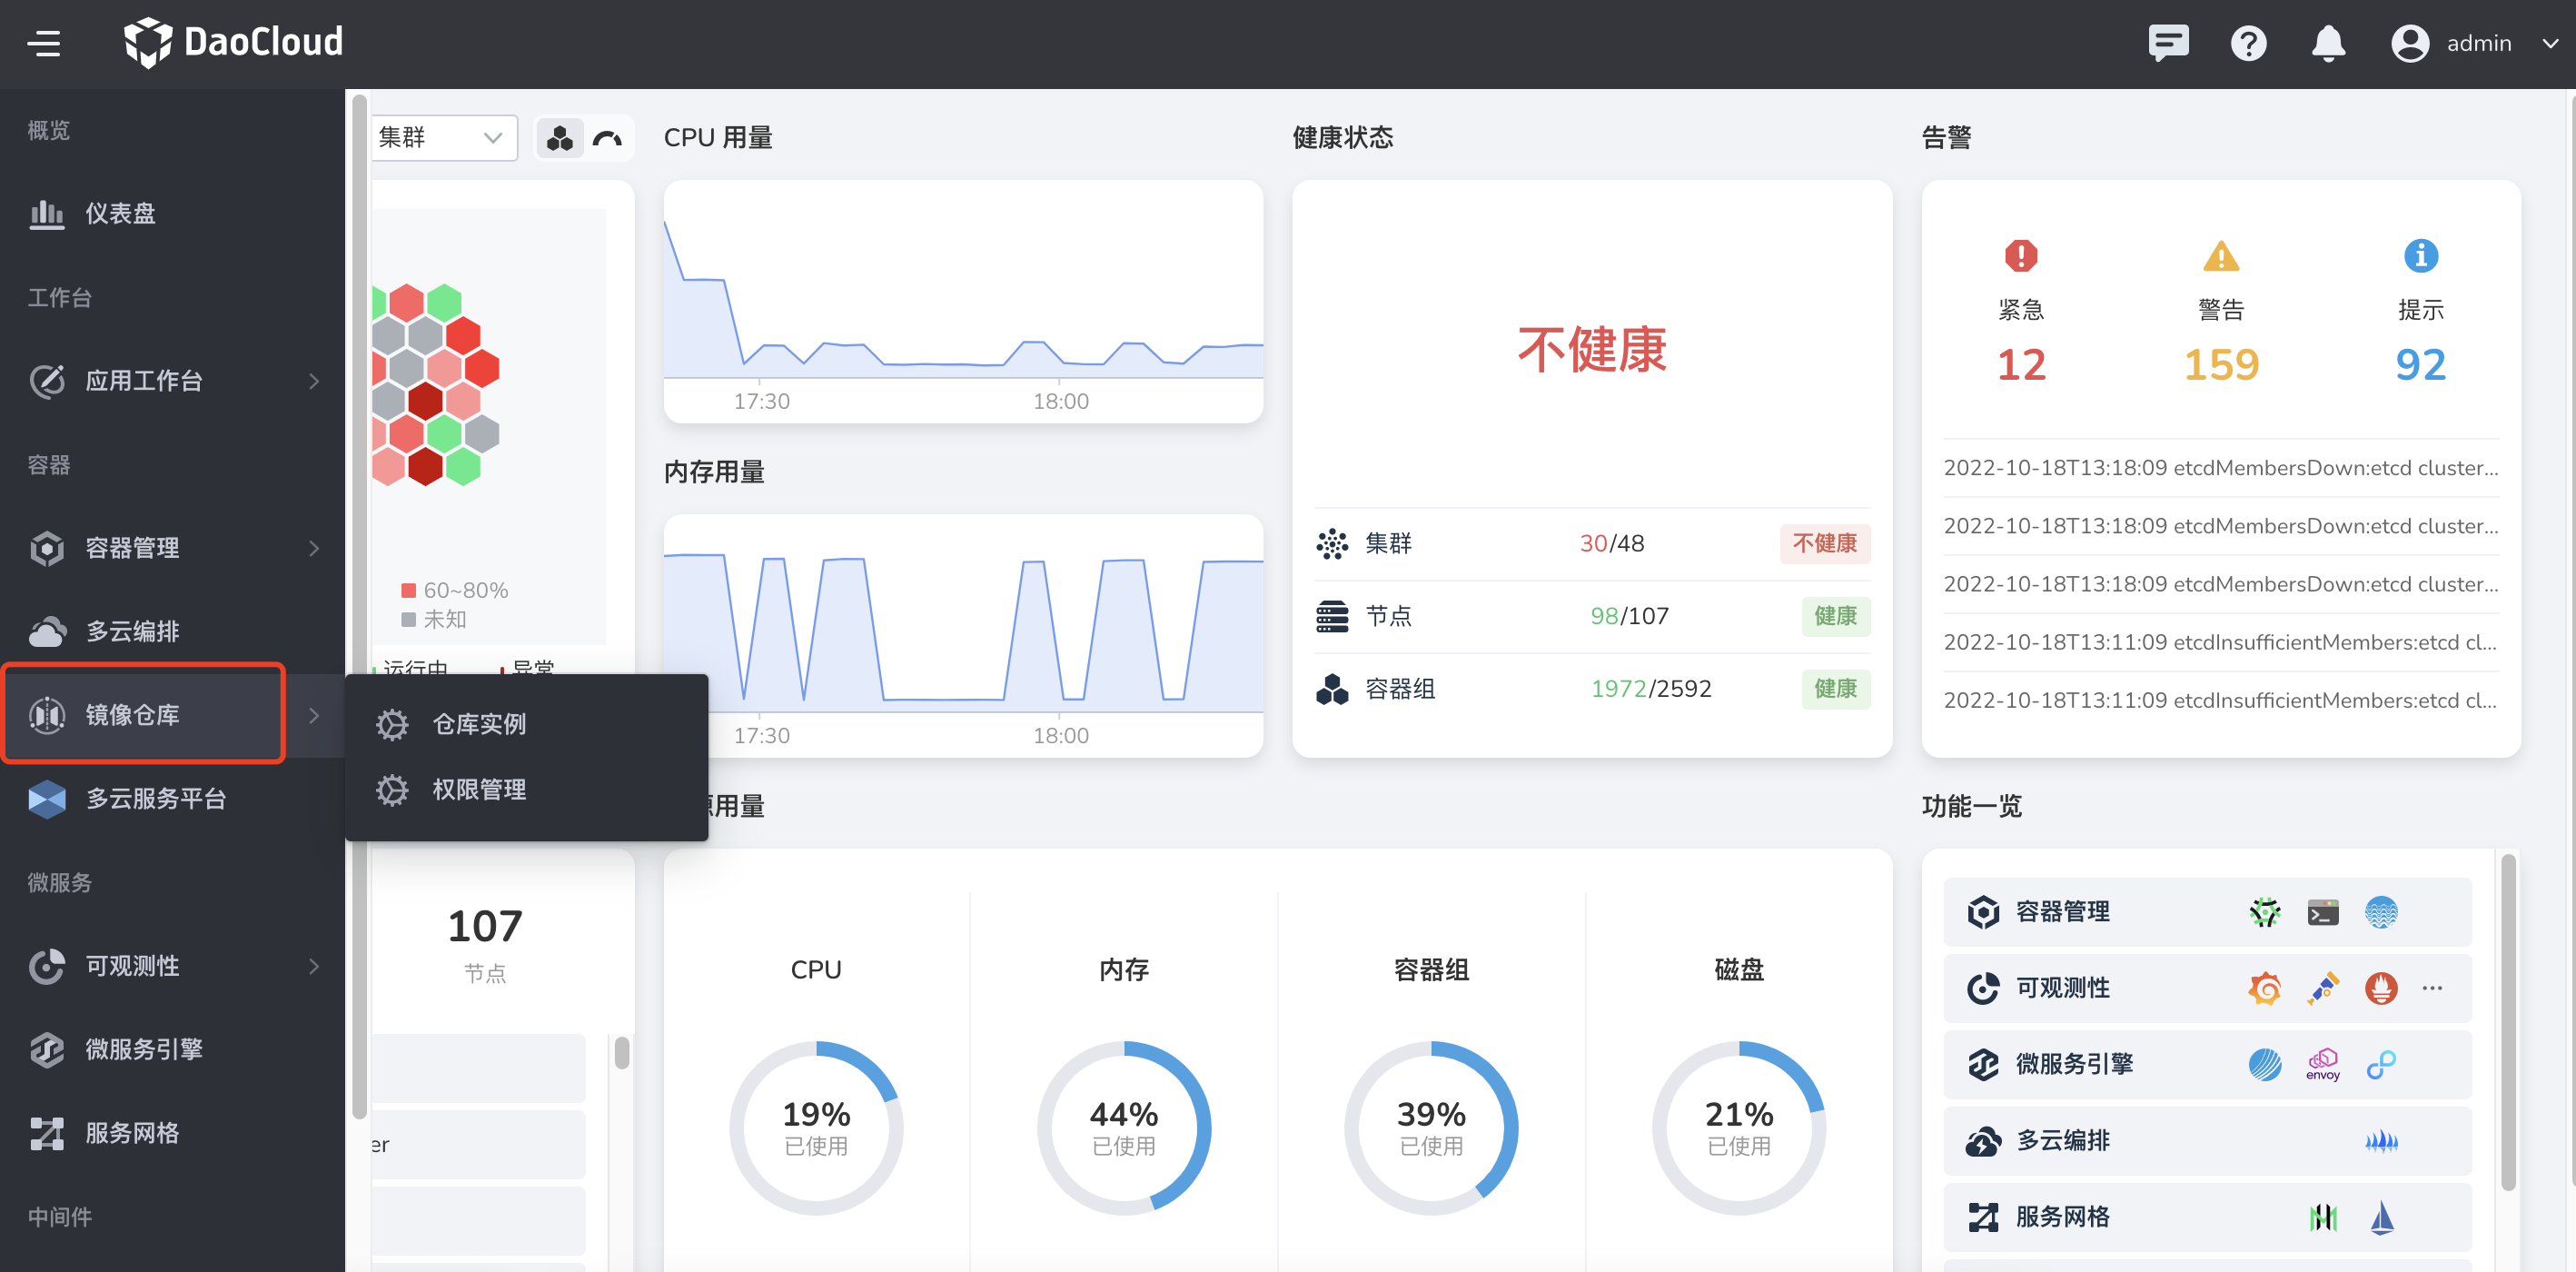 DaoCloud
admin
概览
仪表盘
工作台
应用工作台
容器
容器管理
多云编排
镜像仓库
多云服务平台
微服务
可观测性
微服务引擎
服务网格
中间件
仓库实例
权限管理
集群
60~80%
未知
运行中
异常
107
节点
er
CPU 用量
17:30
18:00
内存用量
17:30
18:00
健康状态
不健康
集群 30/48 不健康
节点 98/107 健康
容器组 1972/2592 健康
告警
紧急 警告 提示
12 159 92
2022-10-18T13:18:09 etcdMembersDown:etcd cluster...
2022-10-18T13:18:09 etcdMembersDown:etcd cluster...
2022-10-18T13:18:09 etcdMembersDown:etcd cluster...
2022-10-18T13:11:09 etcdInsufficientMembers:etcd cl...
2022-10-18T13:11:09 etcdInsufficientMembers:etcd cl...
用量
CPU 内存 容器组 磁盘
19% 44% 39% 21%
已使用 已使用 已使用 已使用
功能一览
容器管理
可观测性 ...
微服务引擎 envoy
多云编排
服务网格